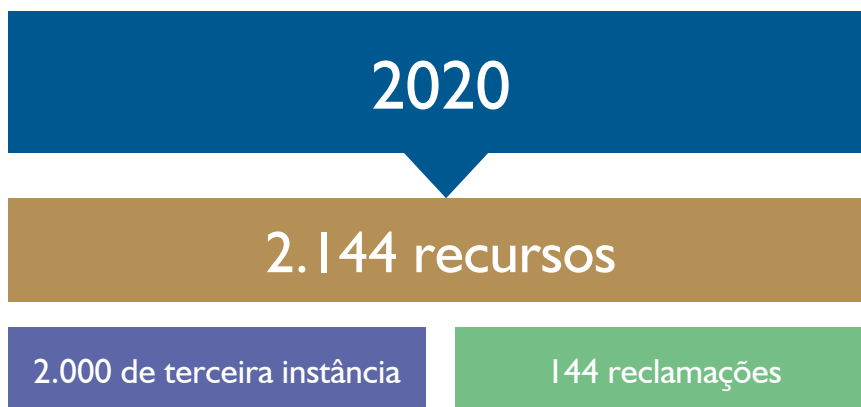 2020
2.144 recursos
2.000 de terceira instância
144 reclamações